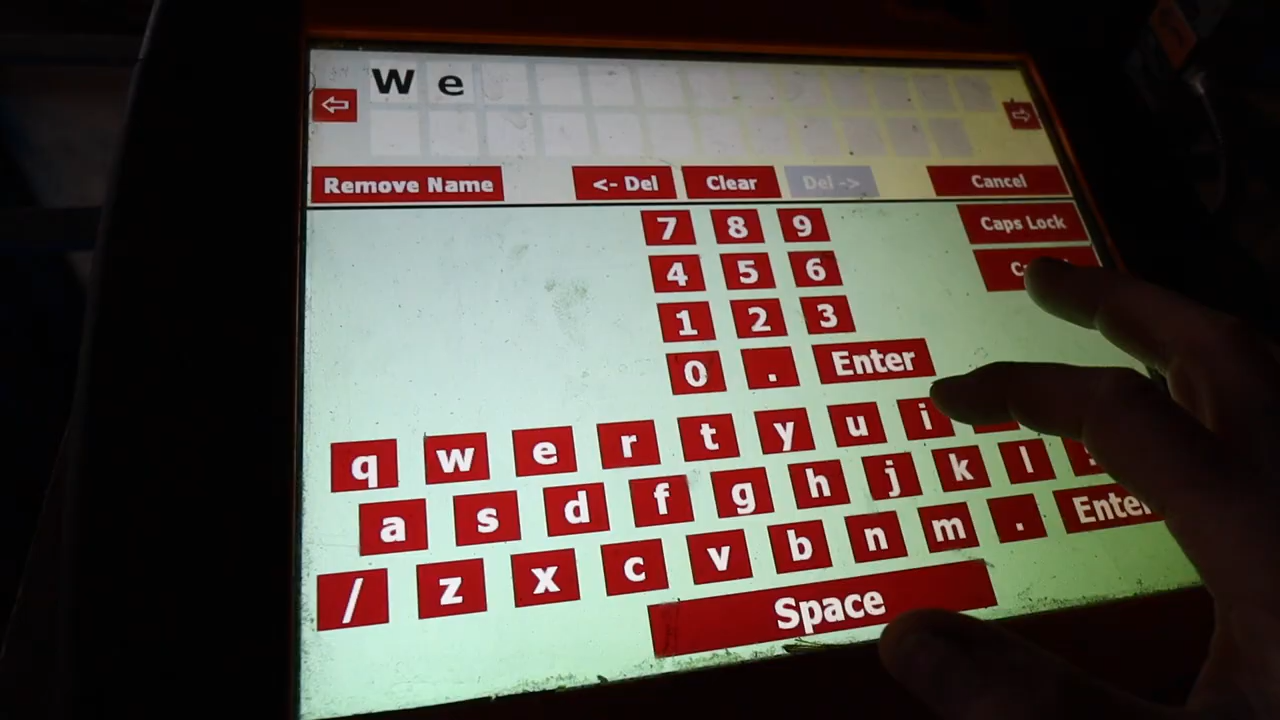 We
Remove Name <- Del Clear Del -> Cancel
7 8 9 Caps Lock
4 5 6
1 2 3
0 . Enter
q w e r t y u i
a s d f g h j k l
/ z x c v b n m . Enter
Space